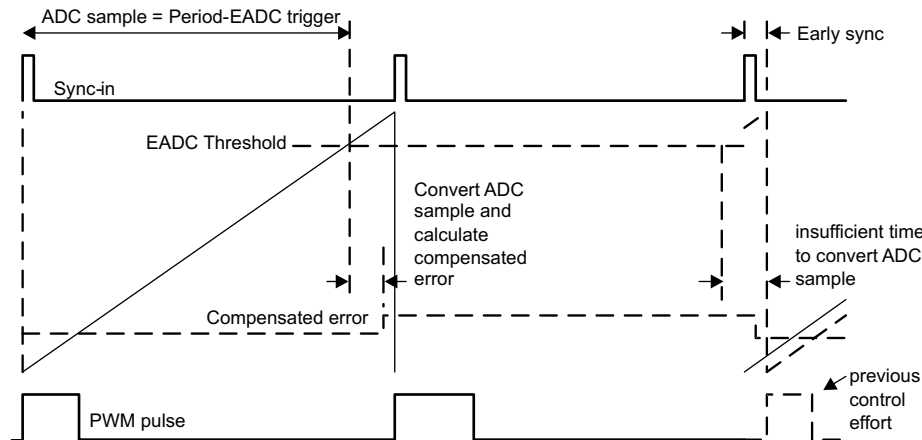 ADC sample = Period-EADC trigger
Early sync
Sync-in
EADC Threshold
Convert ADC
sample and
calculate
compensated
error
insufficient time
to convert ADC
sample
Compensated error
previous
control
effort
PWM pulse